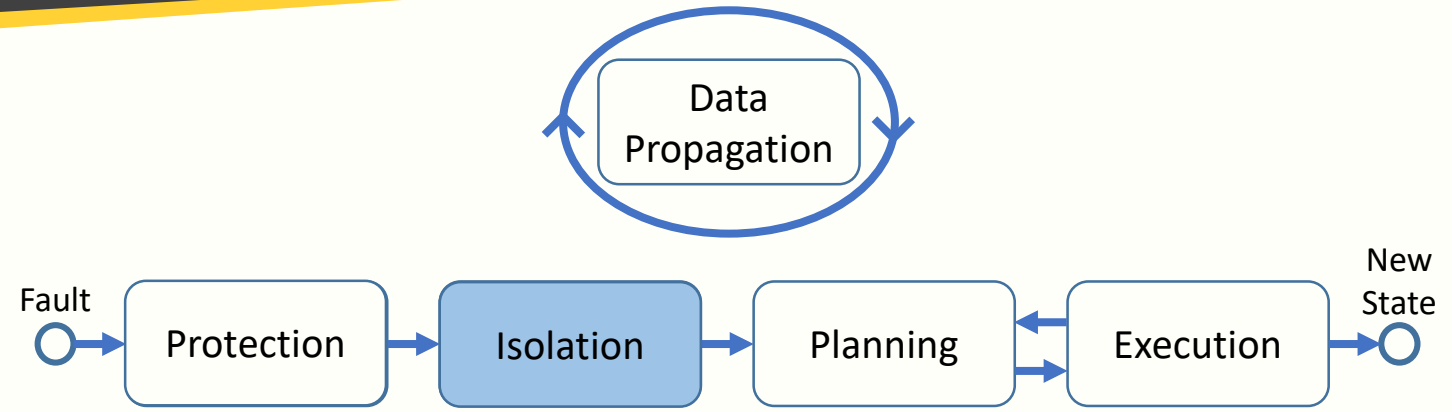 Data
Propagation
Fault
Protection
Isolation
Planning
Execution
New
State